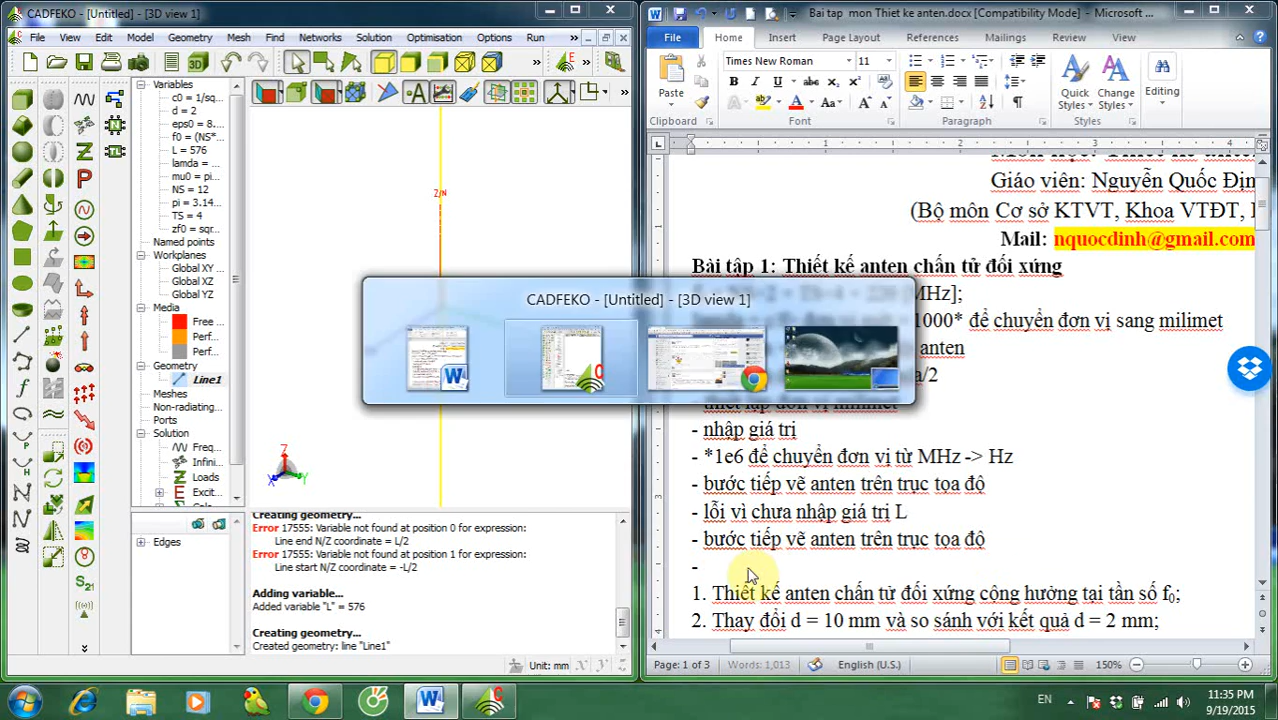 CADFEKO - [Untitled] - [3D view 1]
File Edit Model Geometry Mesh Find Networks Solution Optimisation Options Run
Variables
c0 = 1/sq...
d = 2
eps0 = (8....
f0 = (NS*
L = 576
lamda = ...
mu0 = pi...
NS = 12
pi = 3.14...
TS = 4
zf0 = sqr...
Named points
Workplanes
Global XY
Global XZ
Global YZ
Media
Free ...
Perf...
Perf...
Geometry
Line1
Meshes
Non-radiating...
Ports
Solution
Freq...
Infini...
Loads
Excit...
Edges
Z/N
Z
Y
X
Creating geometry...
Error 17555: Variable not found at position 0 for expression:
Line end N/Z coordinate = L/2
Error 17555: Variable not found at position 1 for expression:
Line start N/Z coordinate = -L/2
Adding variable...
Added variable "L" = 576
Creating geometry...
Created geometry: line "Line1"
Unit: mm
CADFEKO - [Untitled] - [3D view 1]
Bai tap mon Thiet ke anten.docx [Compatibility Mode] - Microsoft ...
File Home Insert Page Layout References Mailings Review View
Paste
Clipboard
Times New Roman 11
Font
Paragraph
Quick Styles
Change Styles
Styles
Editing
Giáo viên: Nguyễn Quốc Địn
(Bộ môn Cơ sở KTVT, Khoa VTĐT,
Mail: nquocdinh@gmail.com
Bài tập 1: Thiết kế anten chấn tử đối xứng
[MHz];
1000* để chuyển đơn vị sang milimet
anten
a/2
- nhập giá trị
- *1e6 để chuyển đơn vị từ MHz -> Hz
- bước tiếp vẽ anten trên trục tọa độ
- lỗi vì chưa nhập giá trị L
- bước tiếp vẽ anten trên trục tọa độ
-
1. Thiết kế anten chấn tử đối xứng cộng hưởng tại tần số f0;
2. Thay đổi d = 10 mm và so sánh với kết quả d = 2 mm;
Page: 1 of 3 Words: 1,013 English (U.S.) 150%
EN
11:35 PM
9/19/2015